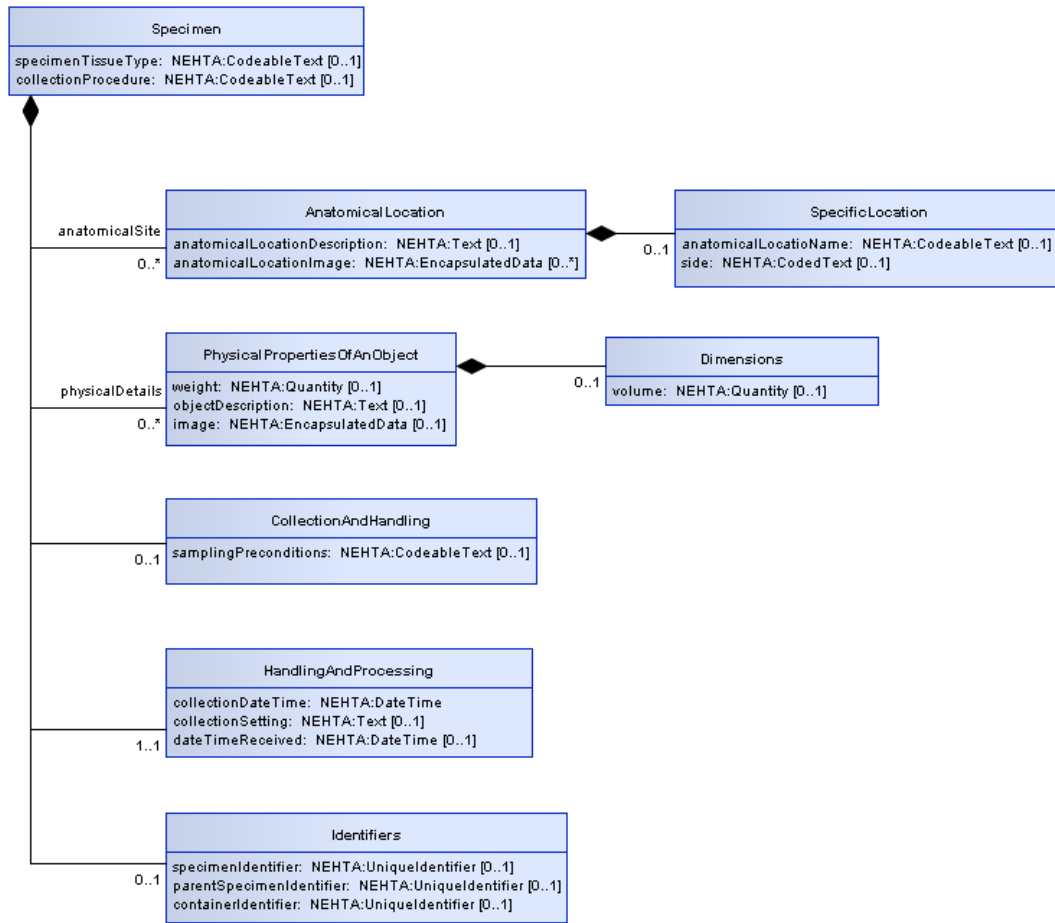 Specimen
specimenTissueType: NEHTA:CodeableText [0..1]
collectionProcedure: NEHTA:CodeableText [0..1]
anatomicalSite
0..*
AnatomicalLocation
anatomicalLocationDescription: NEHTA:Text [0..1]
anatomicalLocationImage: NEHTA:EncapsulatedData [0..*]
0..1
SpecificLocation
anatomicalLocatioName: NEHTA:CodeableText [0..1]
side: NEHTA:CodedText [0..1]
physicalDetails
0..*
PhysicalPropertiesOfAnObject
weight: NEHTA:Quantity [0..1]
objectDescription: NEHTA:Text [0..1]
image: NEHTA:EncapsulatedData [0..1]
0..1
Dimensions
volume: NEHTA:Quantity [0..1]
0..1
CollectionAndHandling
samplingPreconditions: NEHTA:CodeableText [0..1]
1..1
HandlingAndProcessing
collectionDateTime: NEHTA:DateTime
collectionSetting: NEHTA:Text [0..1]
dateTimeReceived: NEHTA:DateTime [0..1]
0..1
Identifiers
specimenIdentifier: NEHTA:UniqueIdentifier [0..1]
parentSpecimenIdentifier: NEHTA:UniqueIdentifier [0..1]
containerIdentifier: NEHTA:UniqueIdentifier [0..1]